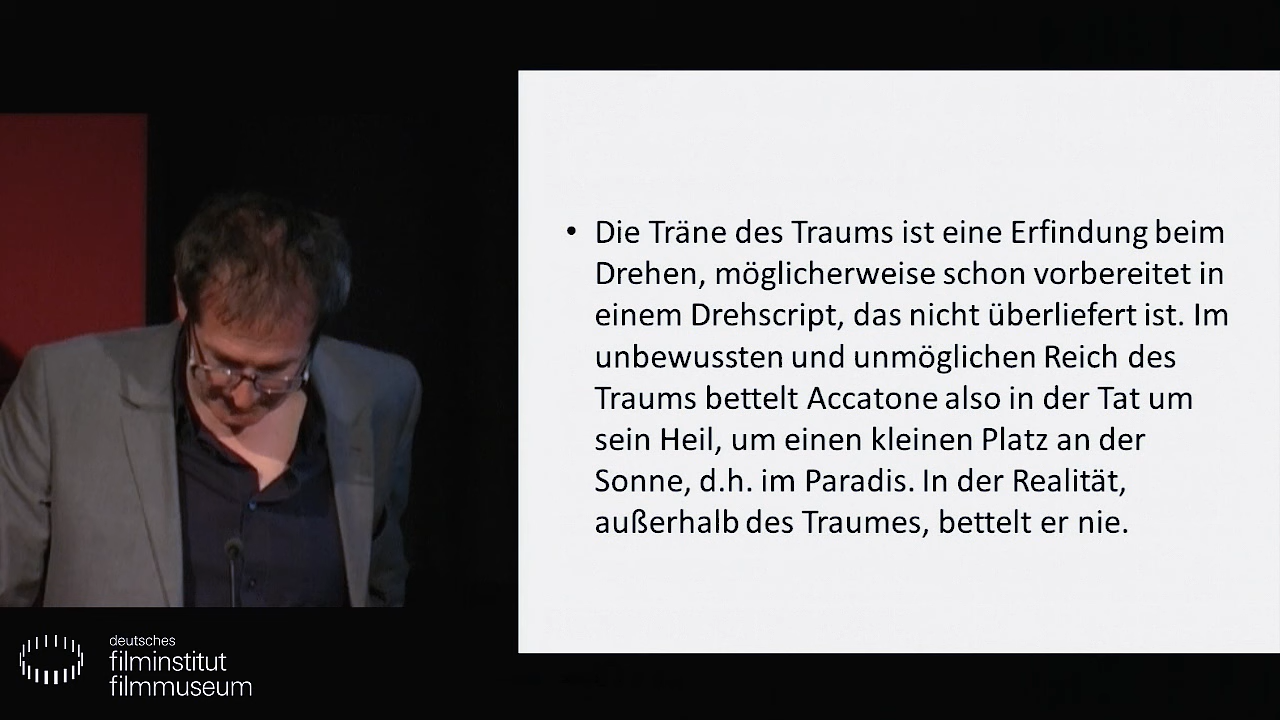 • Die Träne des Traums ist eine Erfindung beim
Drehen, möglicherweise schon vorbereitet in
einem Drehscript, das nicht überliefert ist. Im
unbewussten und unmöglichen Reich des
Traums bettelt Accatone also in der Tat um
sein Heil, um einen kleinen Platz an der
Sonne, d.h. im Paradis. In der Realität,
außerhalb des Traumes, bettelt er nie.
deutsches
filminstitut
filmmuseum